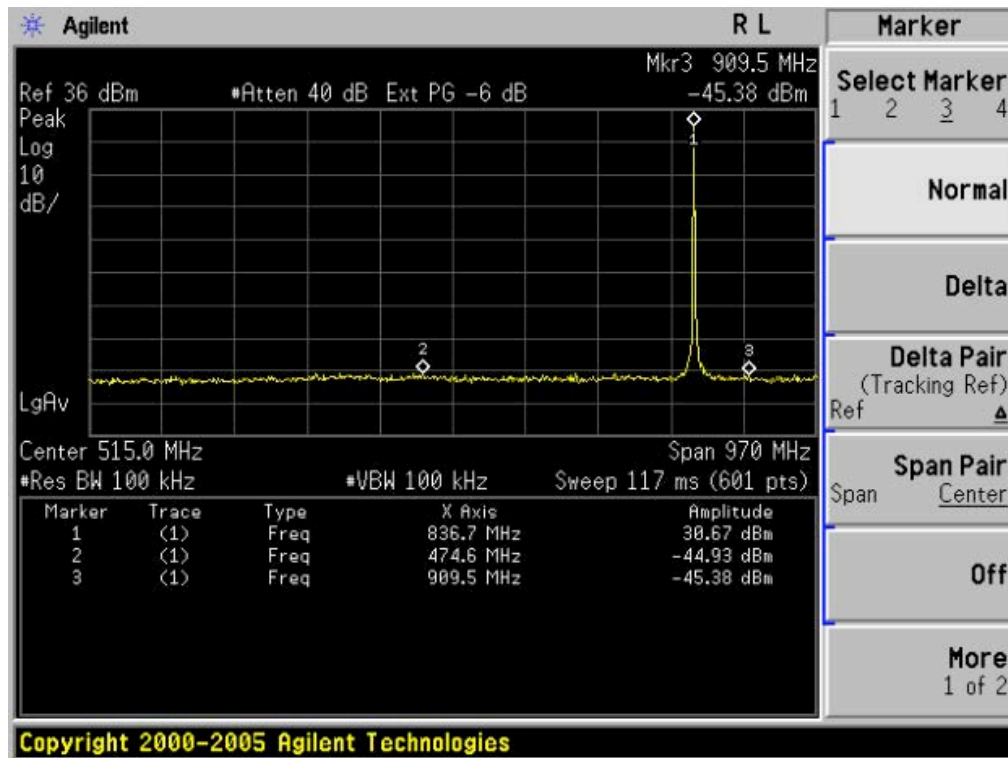 Agilent R L
Mkr3 909.5 MHz
Ref 36 dBm #Atten 40 dB Ext PG -6 dB -45.38 dBm
Peak
Log
10
dB/
1
2
3
LgAv
Center 515.0 MHz Span 970 MHz
#Res BW 100 kHz #VBW 100 kHz Sweep 117 ms (601 pts)
Marker Trace Type X Axis Amplitude
1 (1) Freq 836.7 MHz 30.67 dBm
2 (1) Freq 474.6 MHz -44.93 dBm
3 (1) Freq 909.5 MHz -45.38 dBm
Marker
Select Marker
1 2 3 4
Normal
Delta
Delta Pair
(Tracking Ref)
Ref Δ
Span Pair
Span Center
Off
More
1 of 2
Copyright 2000-2005 Agilent Technologies